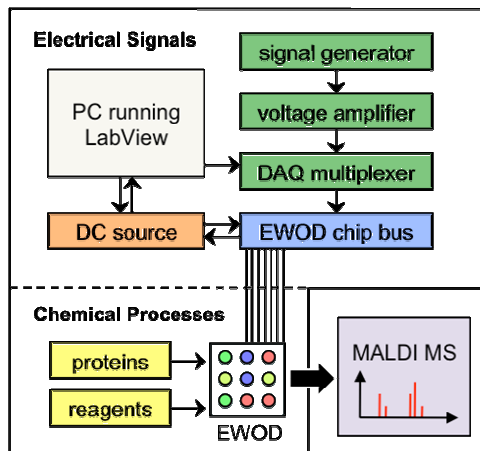 Electrical Signals
signal generator
PC running
LabView
voltage amplifier
DAQ multiplexer
DC source
EWOD chip bus
Chemical Processes
proteins
reagents
EWOD
MALDI MS